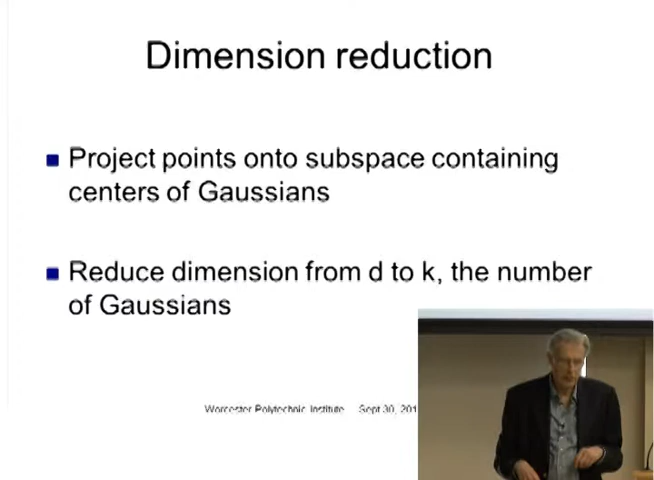 Dimension reduction
Project points onto subspace containing
centers of Gaussians
Reduce dimension from d to k, the number
of Gaussians
Worcester Polytechnic Institute Sept 30, 201